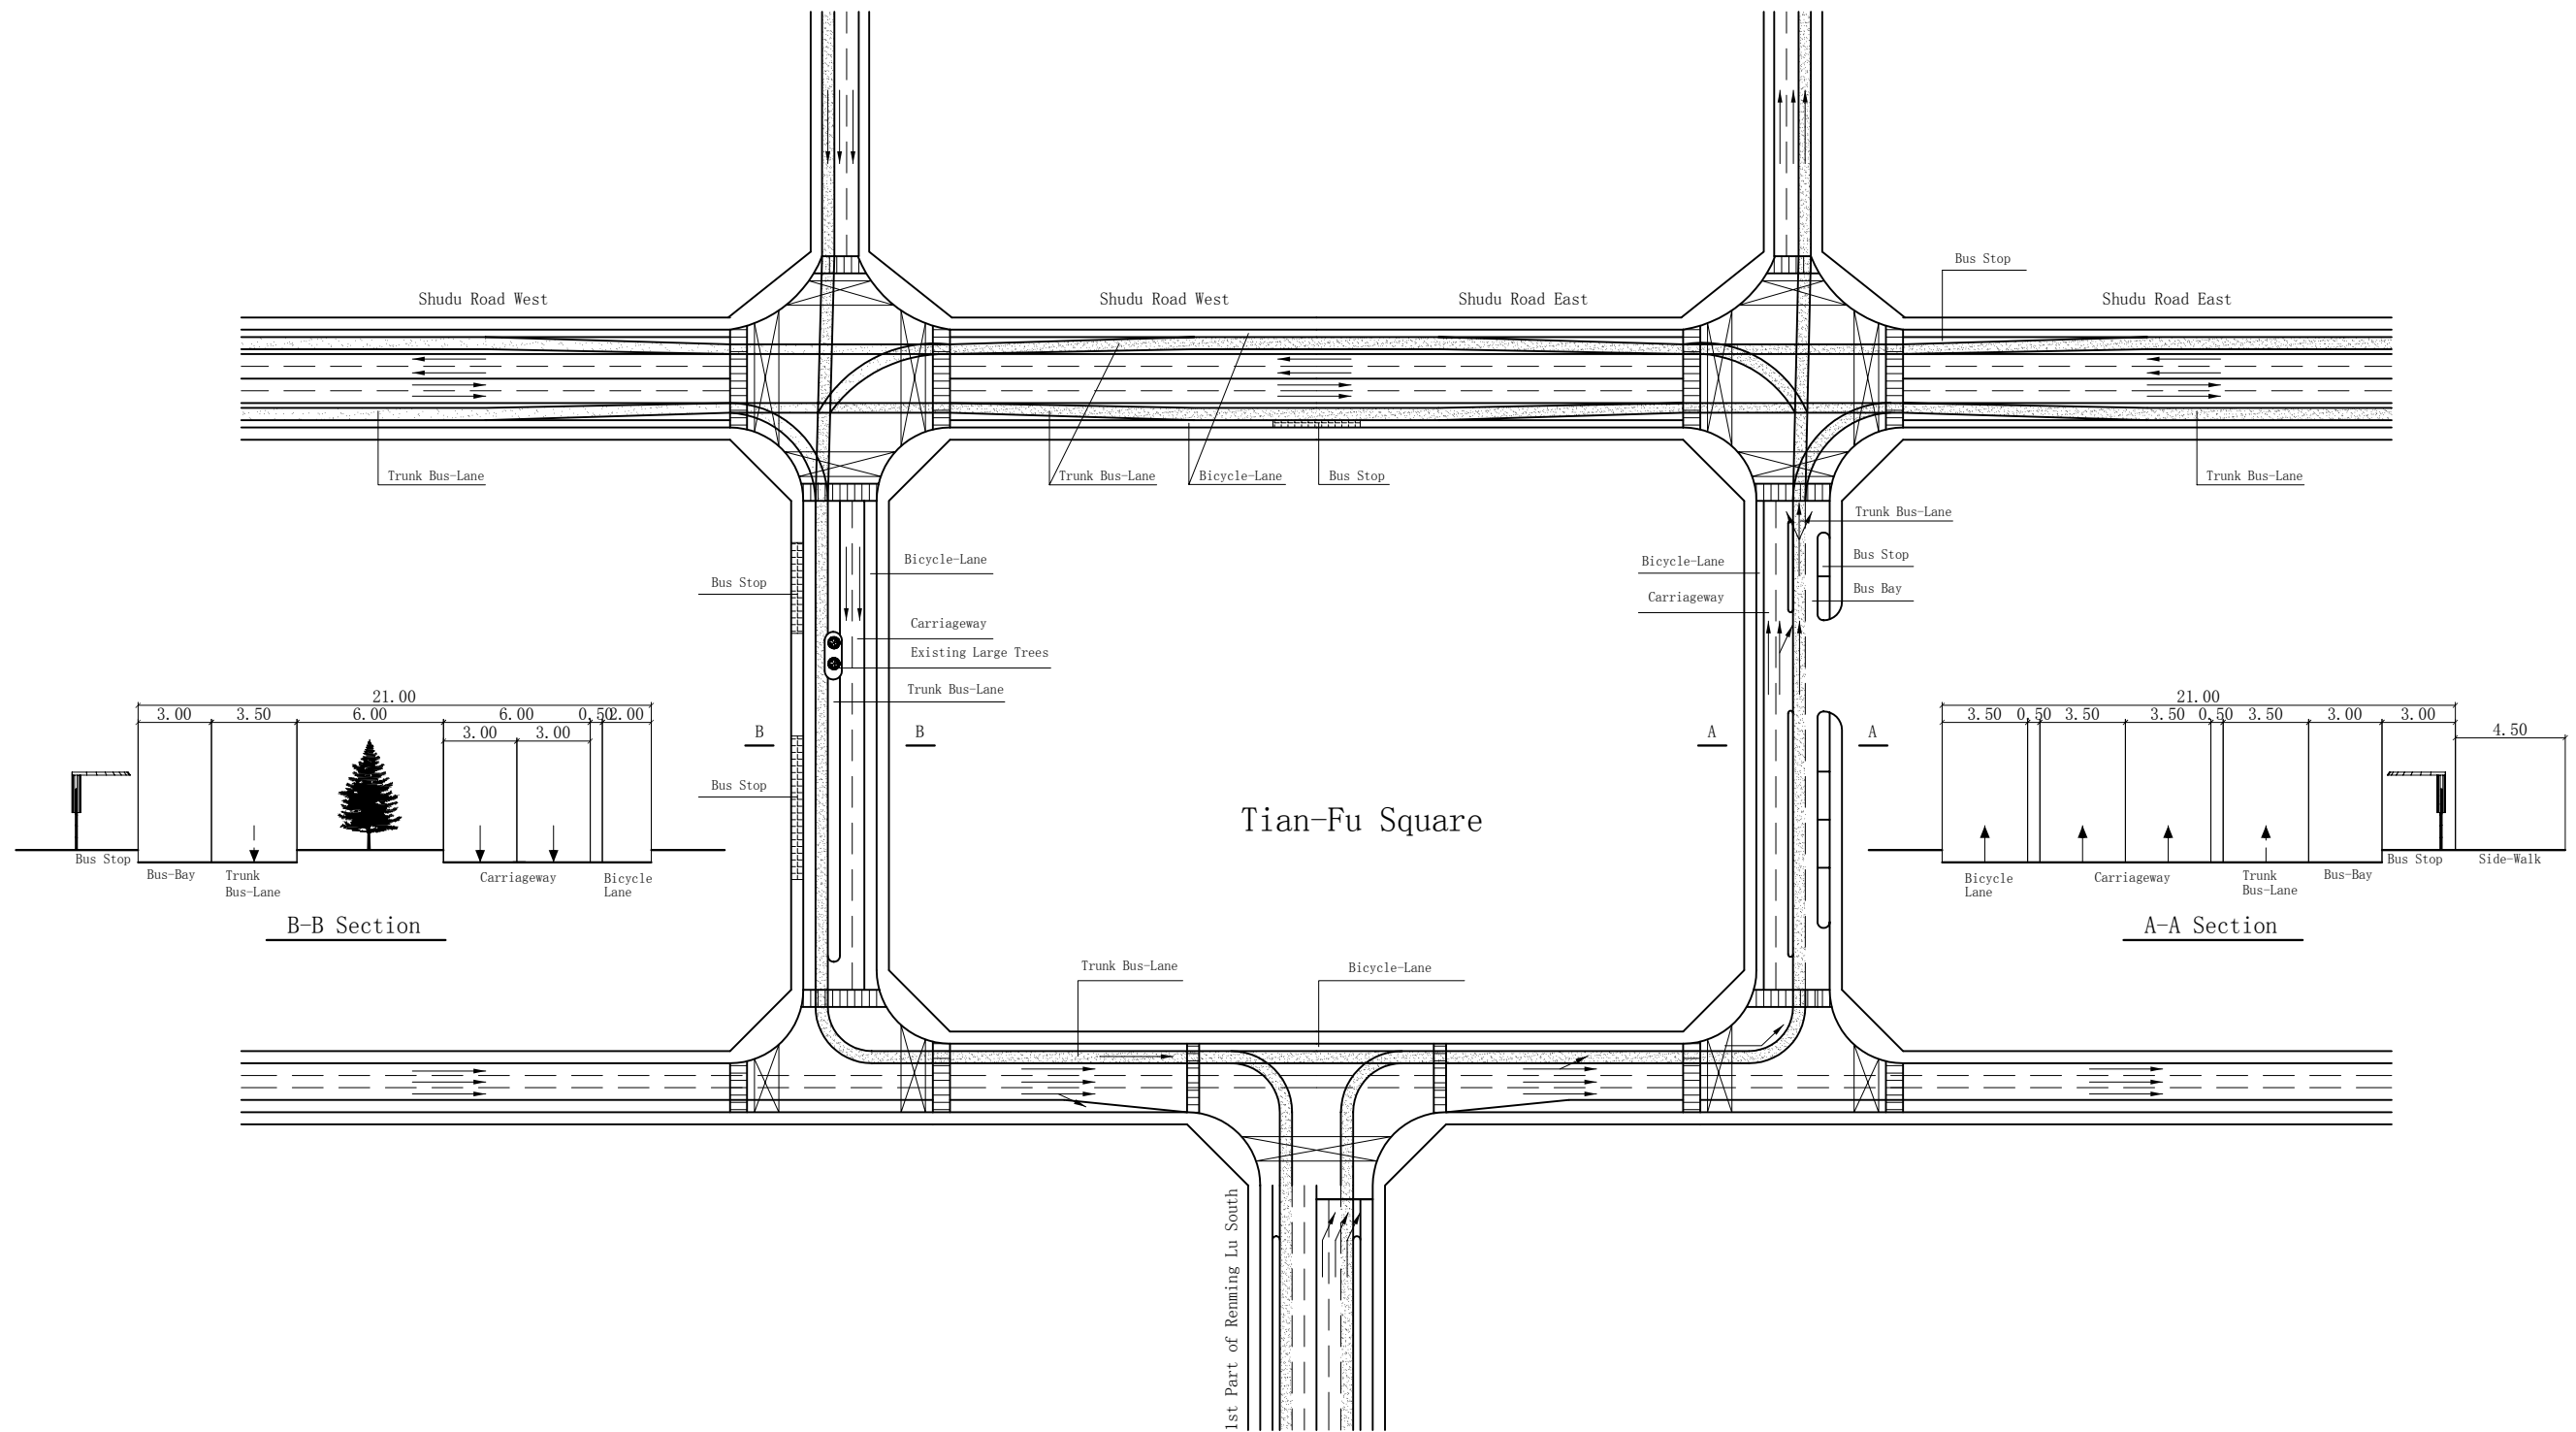 Bus Stop
Shudu Road West
Shudu Road West
Shudu Road East
Shudu Road East
Trunk Bus-Lane
Trunk Bus-Lane
Bicycle-Lane
Bus Stop
Trunk Bus-Lane
Trunk Bus-Lane
Bicycle-Lane
Bicycle-Lane
Bus Stop
Bus Stop
Bus Bay
Carriageway
Carriageway
Existing Large Trees
Trunk Bus-Lane
B
B
A
A
Bus Stop
21.00
3.00 3.50 6.00 6.00 0.50 2.00
3.00 3.00
Bus Stop
Bus-Bay
Trunk
Bus-Lane
Carriageway
Bicycle
Lane
B-B Section
Tian-Fu Square
21.00
3.50 0.50 3.50 3.50 0.50 3.50 3.00 3.00
4.50
Bicycle
Lane
Carriageway
Trunk
Bus-Lane
Bus-Bay
Bus Stop
Side-Walk
A-A Section
Trunk Bus-Lane
Bicycle-Lane
1st Part of Renming Lu South